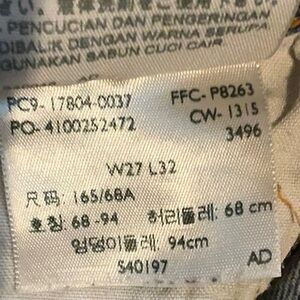 - PENCUCIAN DAN PENGERINGAN
DIBALIK DENGAN WARNA SERUPA
GUNAKAN SABUN CUCI CAIR
PC9- 17804-0037 FFC- P8263
PO- 4100252472 CW- 1315
3496
W27 L32
尺码: 165/68A
호칭: 68 -94 허리둘레: 68 cm
엉덩이둘레: 94cm
S40197 AD